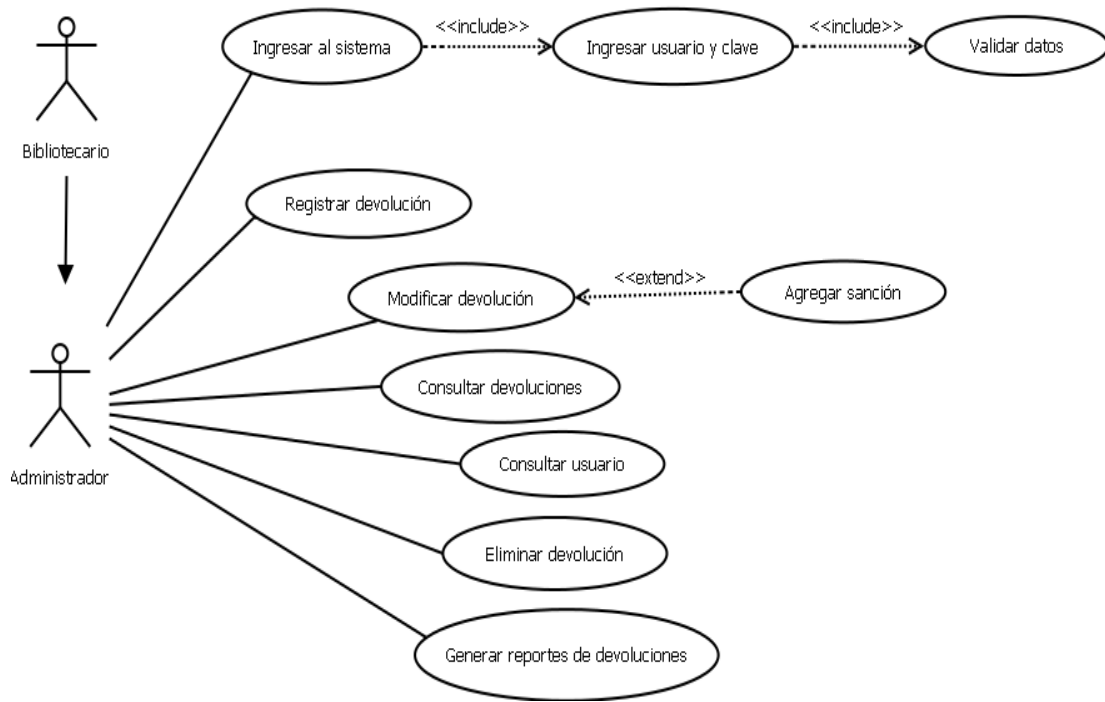 <<include>>
<<include>>
Ingresar al sistema
Ingresar usuario y clave
Validar datos
Bibliotecario
Registrar devolución
<<extend>>
Modificar devolución
Agregar sanción
Consultar devoluciones
Consultar usuario
Administrador
Eliminar devolución
Generar reportes de devoluciones